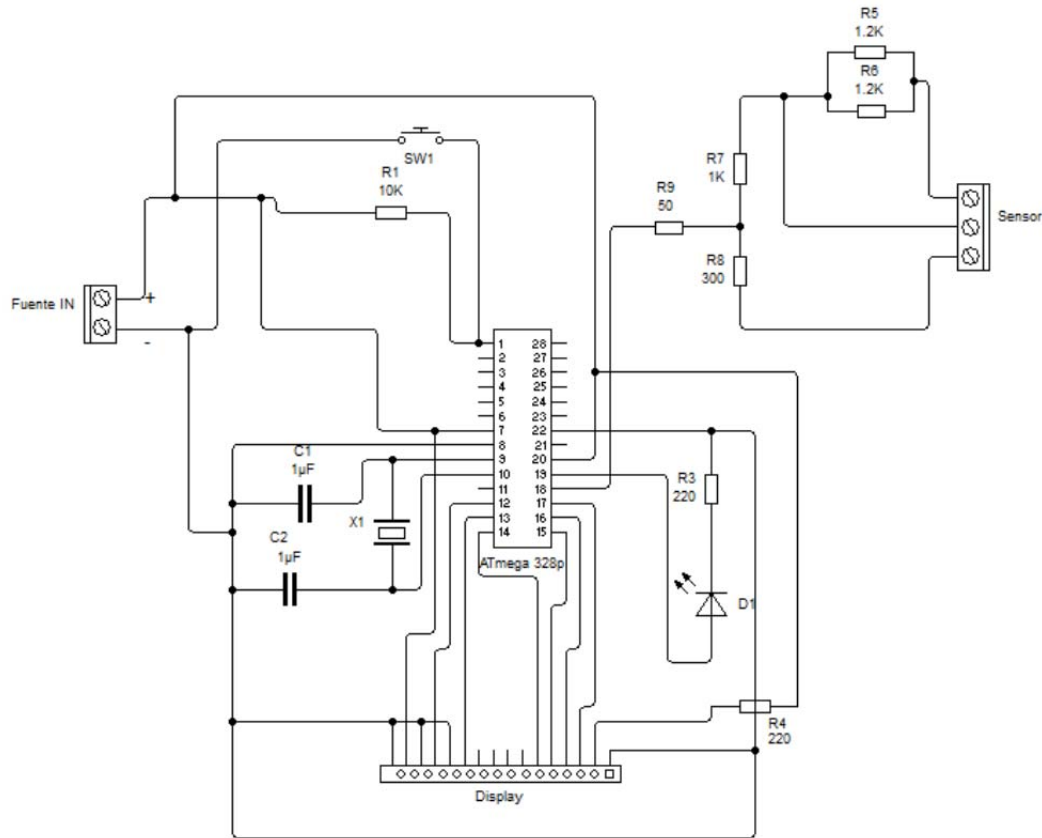 R5
1.2K
R6
1.2K
SW1
R1
10K
R7
1K
R9
50
R8
300
Sensor
Fuente IN
+
-
1 28
2 27
3 26
4 25
5 24
6 23
7 22
8 21
9 20
10 19
11 18
12 17
13 16
14 15
ATmega 328p
C1
1µF
X1
C2
1µF
R3
220
D1
R4
220
Display